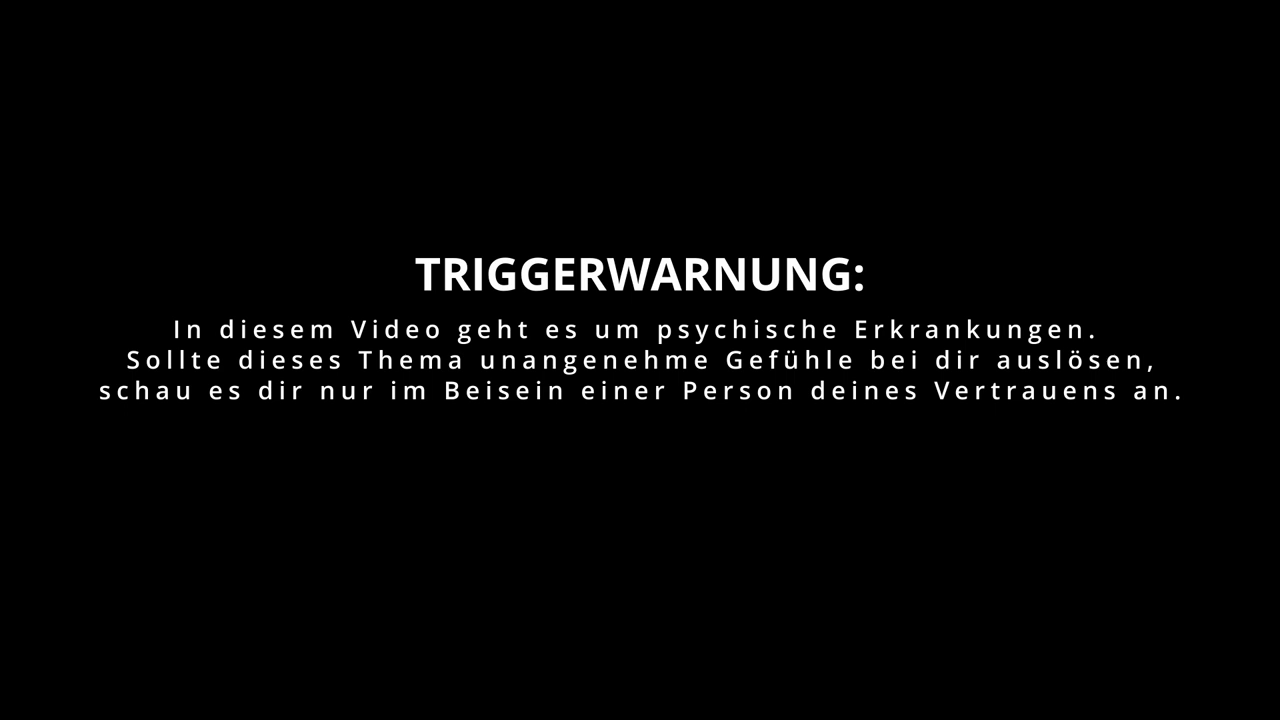 TRIGGERWARNUNG:
In diesem Video geht es um psychische Erkrankungen.
Sollte dieses Thema unangenehme Gefühle bei dir auslösen,
schau es dir nur im Beisein einer Person deines Vertrauens an.